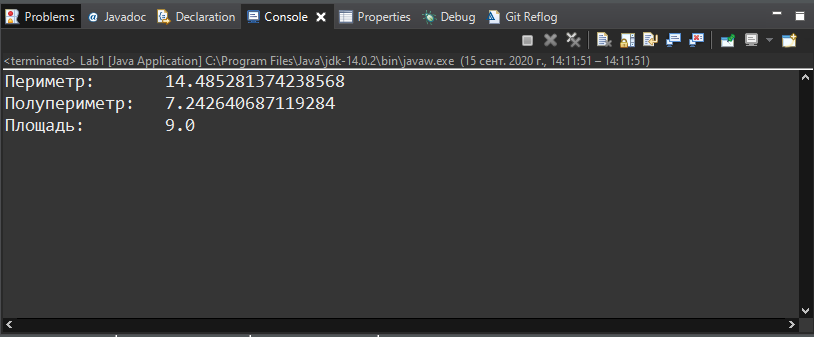 Problems @ Javadoc Declaration Console Properties Debug Git Reflog
<terminated> Lab1 [Java Application] C:\Program Files\Java\jdk-14.0.2\bin\javaw.exe (15 сент. 2020 г., 14:11:51 – 14:11:51)
Периметр: 14.485281374238568
Полупериметр: 7.242640687119284
Площадь: 9.0